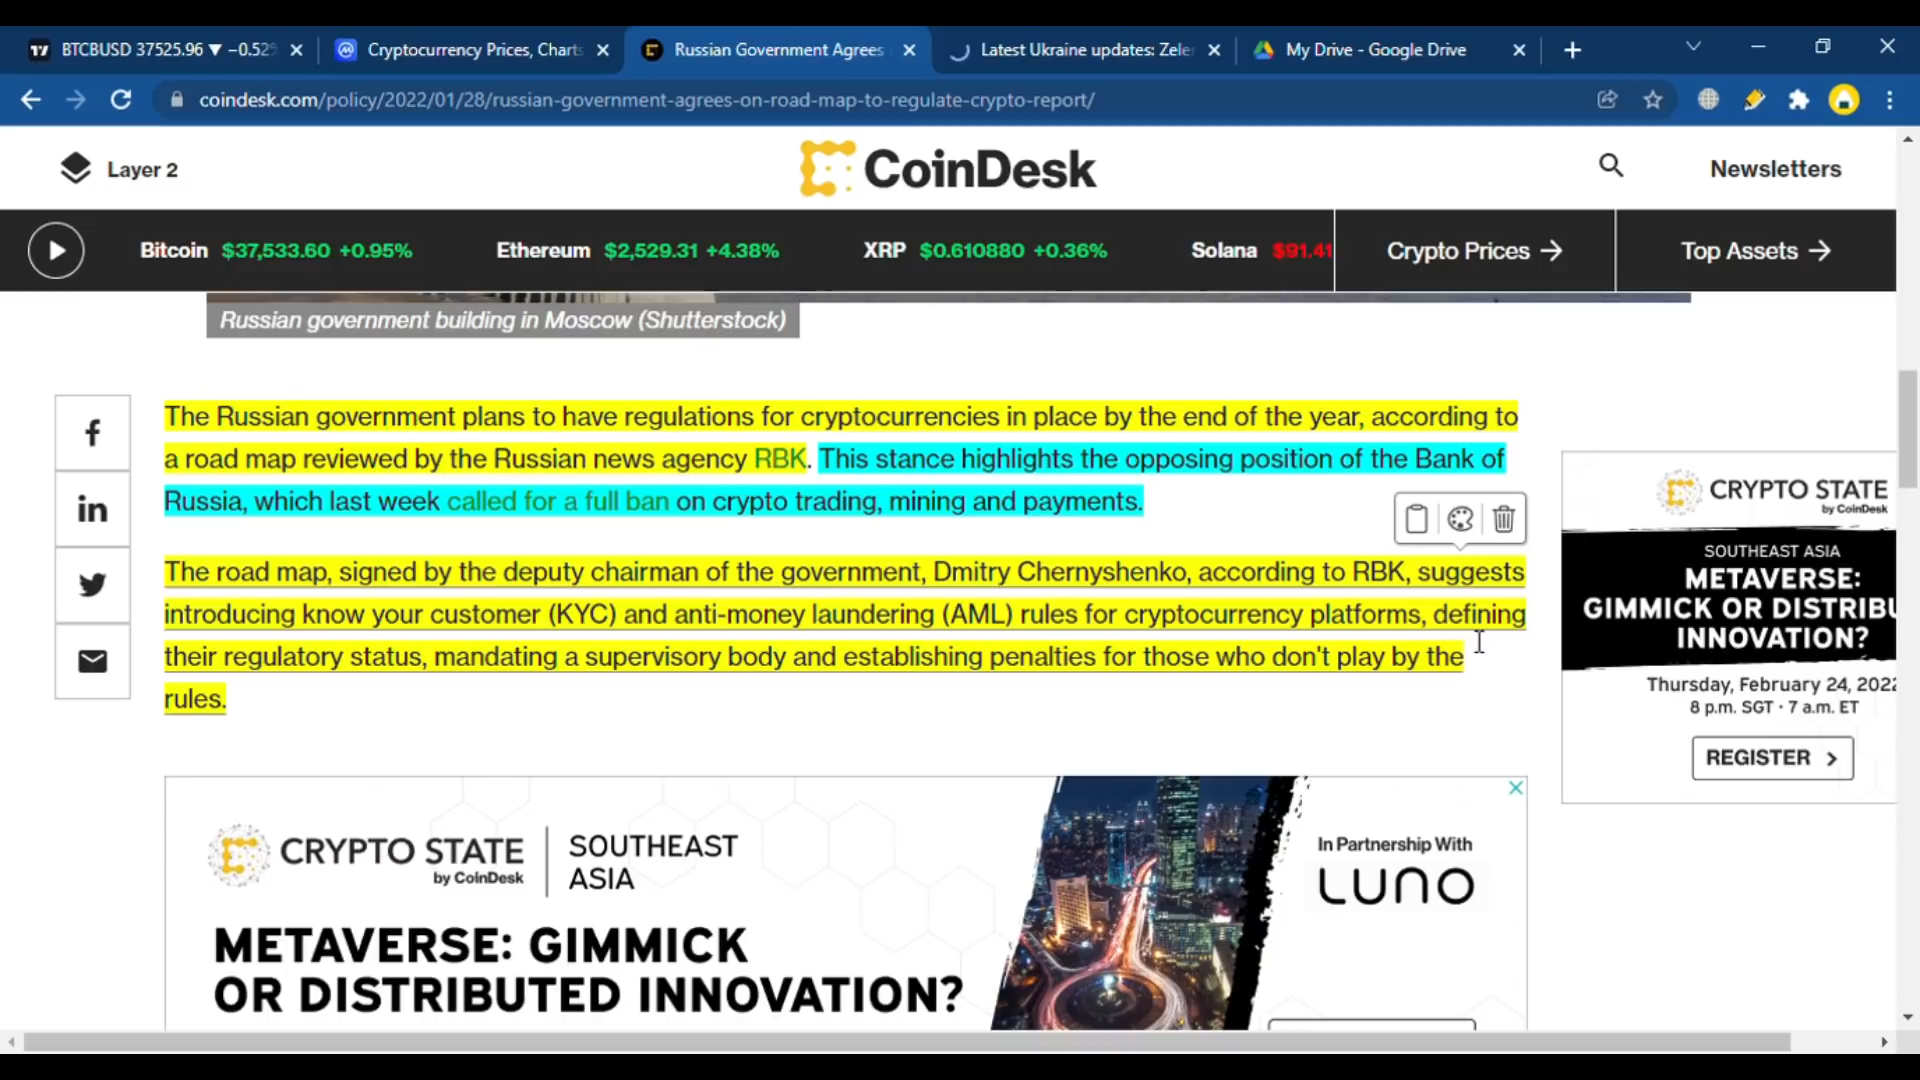 BTCBUSD 37525.96 ▼ −0.52%
Cryptocurrency Prices, Charts
Russian Government Agrees
Latest Ukraine updates: Zele
My Drive - Google Drive
coindesk.com/policy/2022/01/28/russian-government-agrees-on-road-map-to-regulate-crypto-report/
Layer 2
CoinDesk
Newsletters
Bitcoin $37,533.60 +0.95%
Ethereum $2,529.31 +4.38%
XRP $0.610880 +0.36%
Solana $91.41
Crypto Prices →
Top Assets →
Russian government building in Moscow (Shutterstock)
The Russian government plans to have regulations for cryptocurrencies in place by the end of the year, according to
a road map reviewed by the Russian news agency RBK. This stance highlights the opposing position of the Bank of
Russia, which last week called for a full ban on crypto trading, mining and payments.
The road map, signed by the deputy chairman of the government, Dmitry Chernyshenko, according to RBK, suggests
introducing know your customer (KYC) and anti-money laundering (AML) rules for cryptocurrency platforms, defining
their regulatory status, mandating a supervisory body and establishing penalties for those who don't play by the
rules.
CRYPTO STATE
by CoinDesk
SOUTHEAST ASIA
METAVERSE:
GIMMICK OR DISTRIBU
INNOVATION?
Thursday, February 24, 2022
8 p.m. SGT · 7 a.m. ET
REGISTER >
CRYPTO STATE
by CoinDesk
SOUTHEAST
ASIA
METAVERSE: GIMMICK
OR DISTRIBUTED INNOVATION?
In Partnership With
LUNO